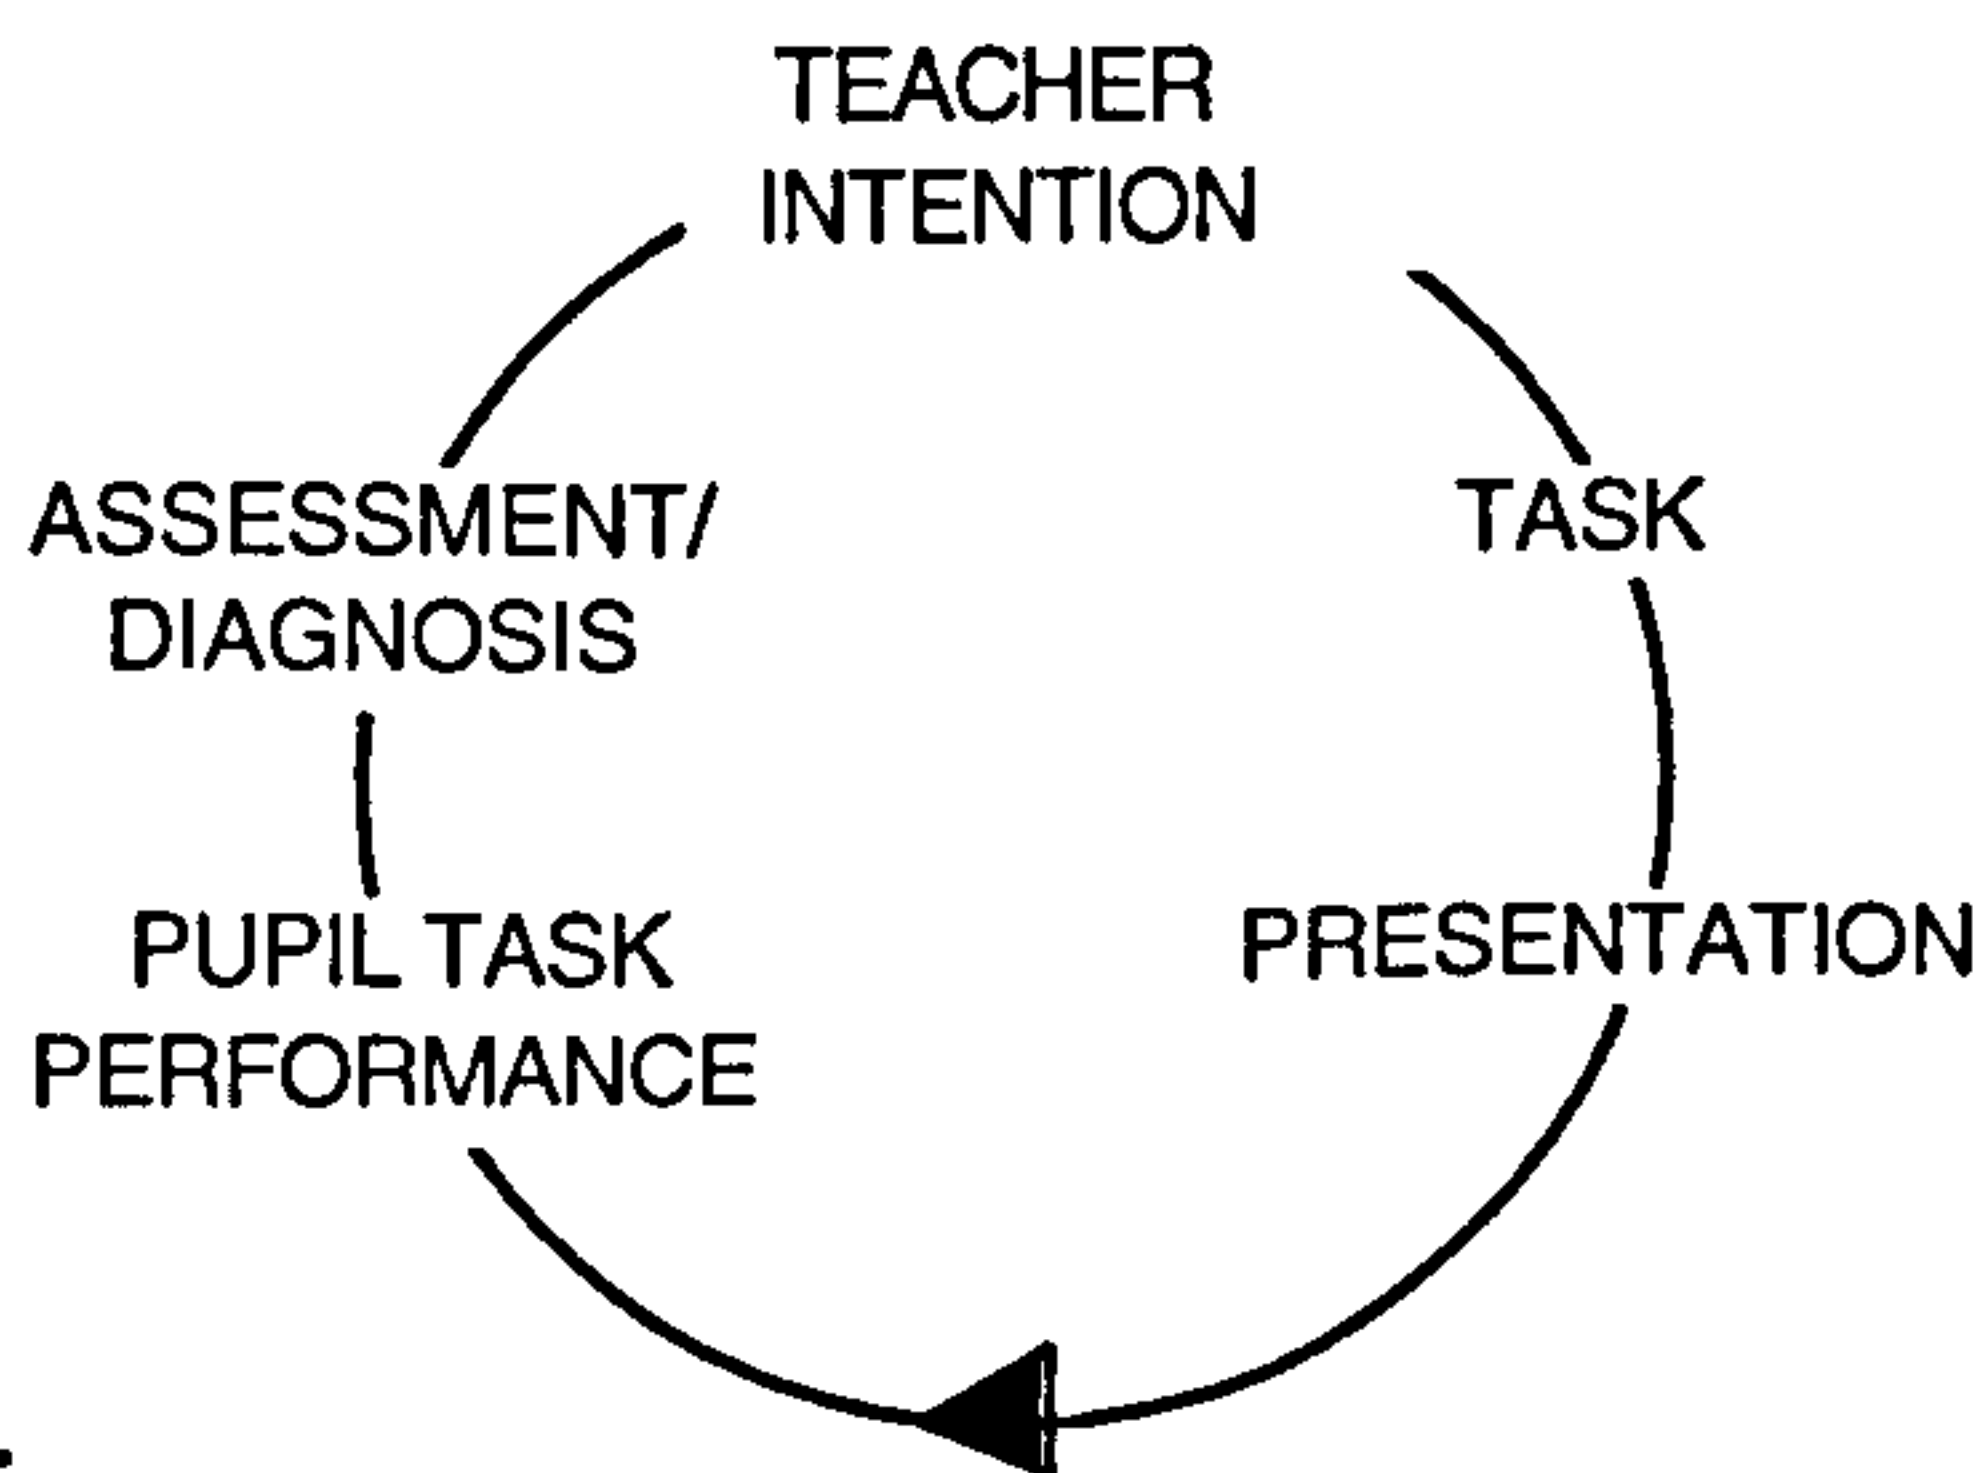 TEACHER
INTENTION
TASK
PRESENTATION
PUPIL TASK
PERFORMANCE
ASSESSMENT/
DIAGNOSIS